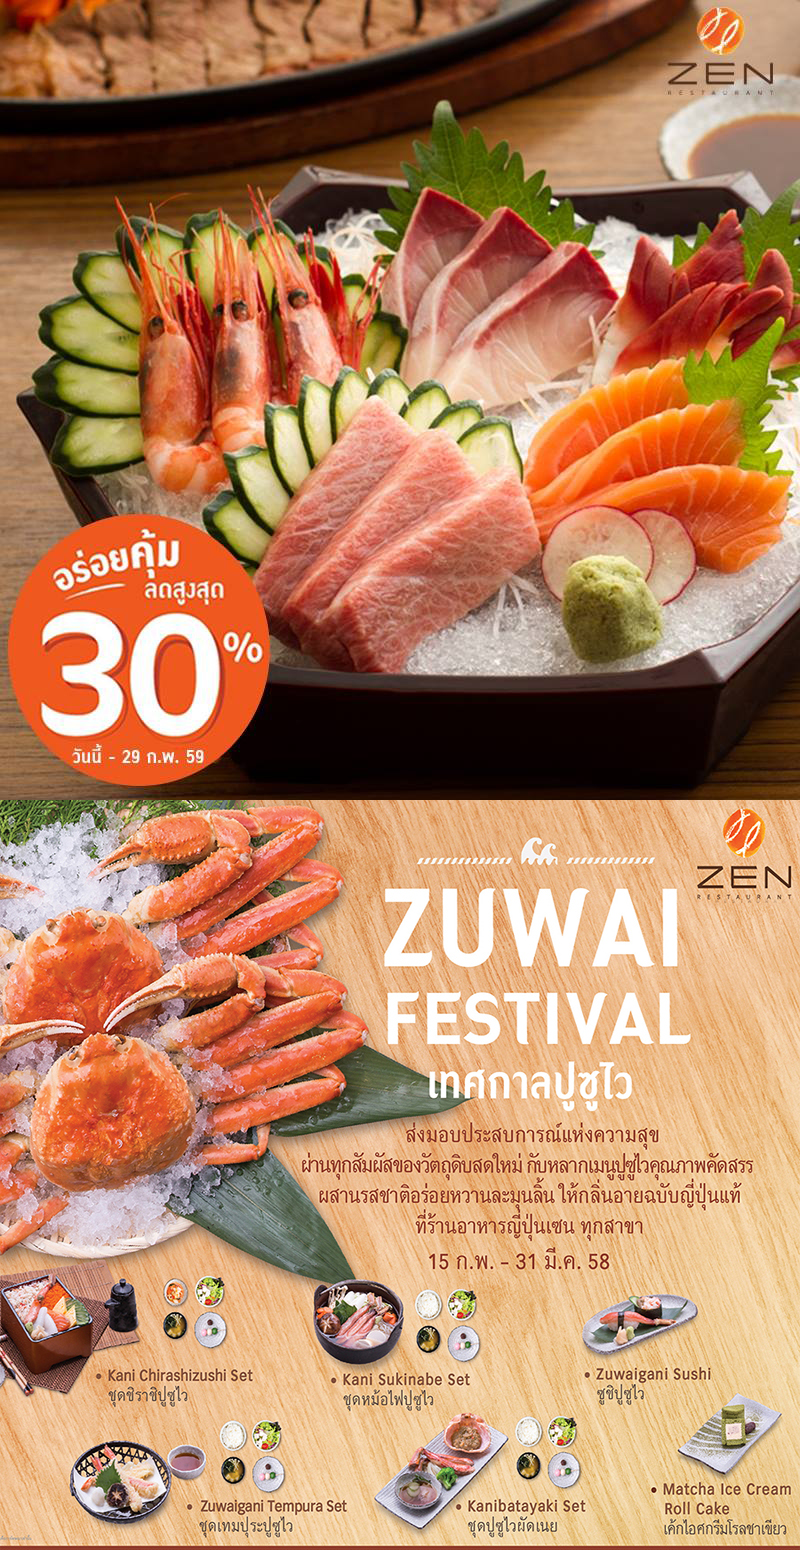 ZEN
RESTAURANT
อร่อยคุ้ม
ลดสูงสุด
30%
วันนี้ - 29 ก.พ. 59
ZEN
RESTAURANT
ZUWAI
FESTIVAL
เทศกาลปูซูไว
ส่งมอบประสบการณ์แห่งความสุข
ผ่านทุกสัมผัสของวัตถุดิบสดใหม่ กับหลากเมนูปูซูไวคุณภาพคัดสรร
ผสานรสชาติอร่อยหวานละมุนลิ้น ให้กลิ่นอายฉบับญี่ปุ่นแท้
ที่ร้านอาหารญี่ปุ่นเซน ทุกสาขา
15 ก.พ. - 31 มี.ค. 58
• Kani Chirashizushi Set
ชุดชิราชิปูซูไว
• Kani Sukinabe Set
ชุดหม้อไฟปูซูไว
• Zuwaigani Sushi
ซูชิปูซูไว
• Zuwaigani Tempura Set
ชุดเทมปุระปูซูไว
• Kanibatayaki Set
ชุดปูซูไวผัดเนย
• Matcha Ice Cream
Roll Cake
เค้กไอศกรีมโรลชาเขียว